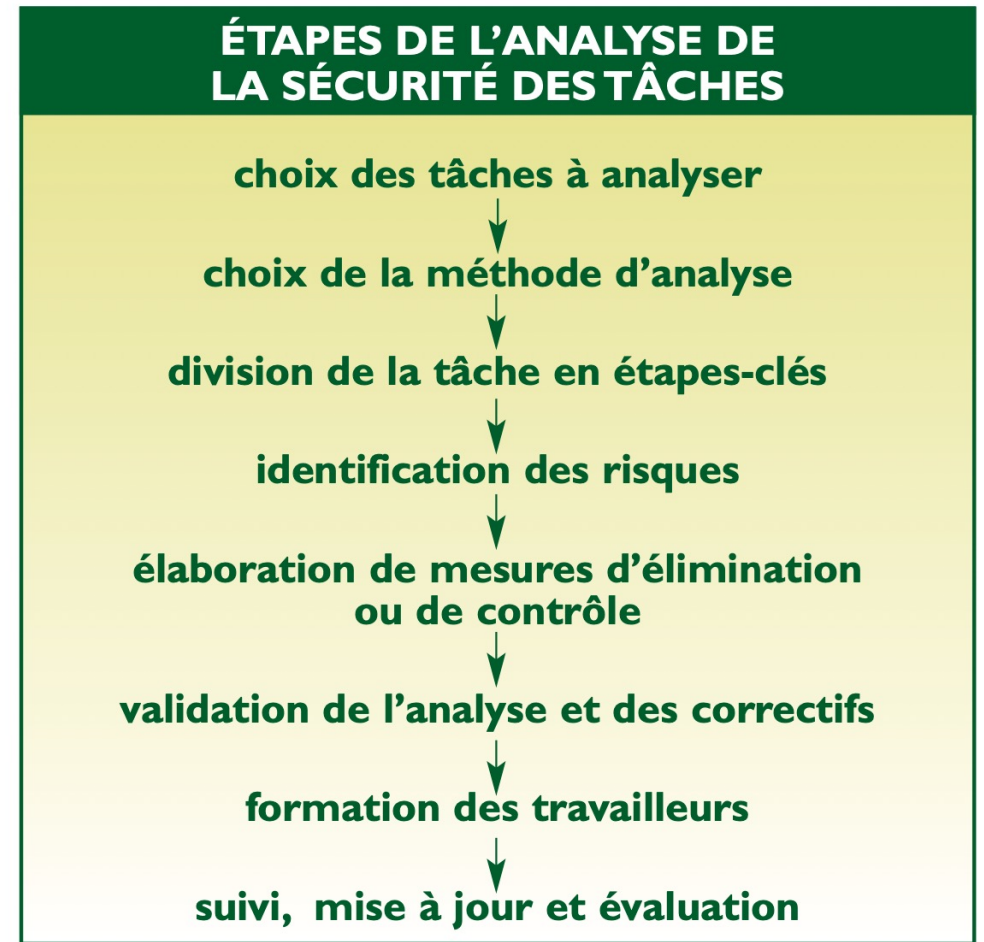 ÉTAPES DE L’ANALYSE DE
LA SÉCURITÉ DES TÂCHES
choix des tâches à analyser
choix de la méthode d’analyse
division de la tâche en étapes-clés
identification des risques
élaboration de mesures d’élimination
ou de contrôle
validation de l’analyse et des correctifs
formation des travailleurs
suivi, mise à jour et évaluation